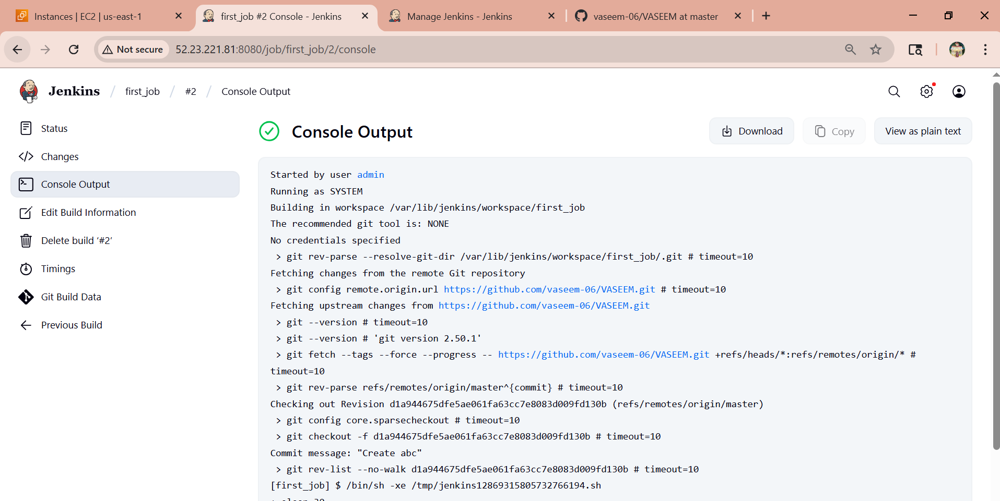 Instances | EC2 | us-east-1
first_job #2 Console - Jenkins
Manage Jenkins - Jenkins
vaseem-06/VASEEM at master
Not secure
52.23.221.81:8080/job/first_job/2/console
Jenkins / first_job / #2 / Console Output
Status
Changes
Console Output
Edit Build Information
Delete build ‘#2’
Timings
Git Build Data
Previous Build
Console Output
Download
Copy
View as plain text
Started by user admin
Running as SYSTEM
Building in workspace /var/lib/jenkins/workspace/first_job
The recommended git tool is: NONE
No credentials specified
> git rev-parse --resolve-git-dir /var/lib/jenkins/workspace/first_job/.git # timeout=10
Fetching changes from the remote Git repository
> git config remote.origin.url https://github.com/vaseem-06/VASEEM.git # timeout=10
Fetching upstream changes from https://github.com/vaseem-06/VASEEM.git
> git --version # timeout=10
> git --version # 'git version 2.50.1'
> git fetch --tags --force --progress -- https://github.com/vaseem-06/VASEEM.git +refs/heads/*:refs/remotes/origin/* #
timeout=10
> git rev-parse refs/remotes/origin/master^{commit} # timeout=10
Checking out Revision d1a944675dfe5ae061fa63cc7e8083d009fd130b (refs/remotes/origin/master)
> git config core.sparsecheckout # timeout=10
> git checkout -f d1a944675dfe5ae061fa63cc7e8083d009fd130b # timeout=10
Commit message: "Create abc"
> git rev-list --no-walk d1a944675dfe5ae061fa63cc7e8083d009fd130b # timeout=10
[first_job] $ /bin/sh -xe /tmp/jenkins12869315805732766194.sh